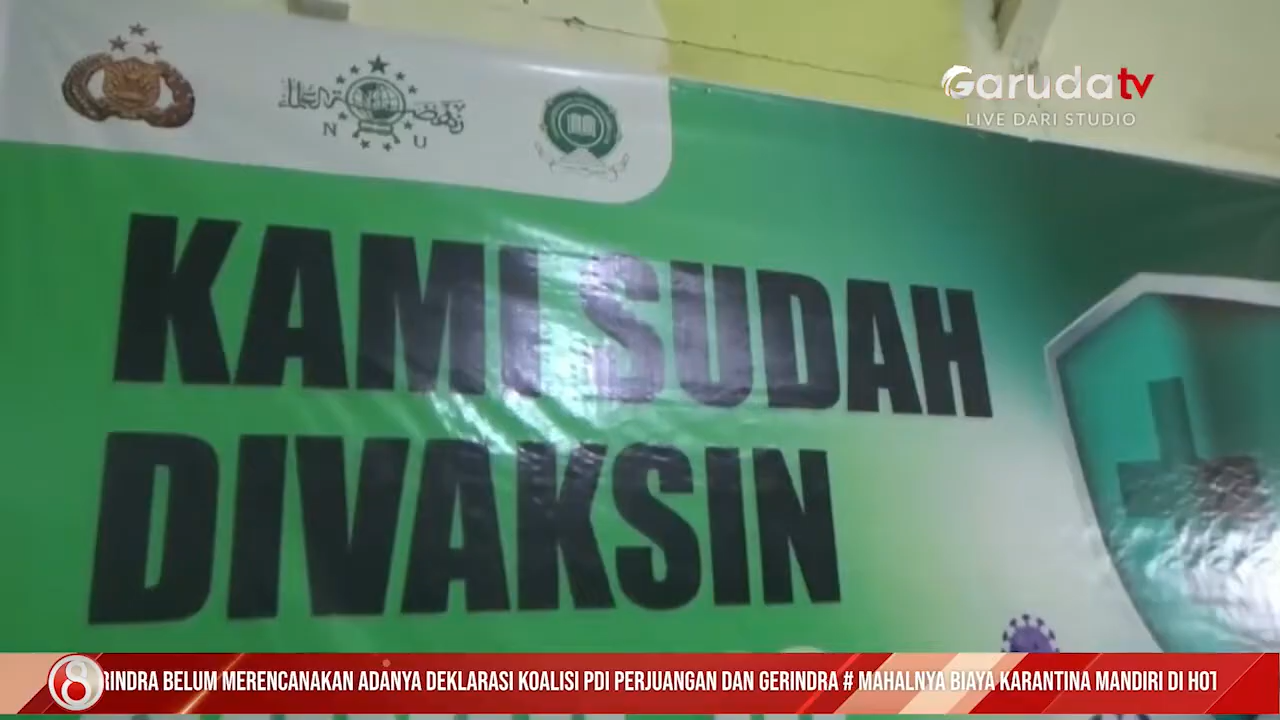 Garudatv
LIVE DARI STUDIO
N U
KAMI SUDAH
DIVAKSIN
8
RINDRA BELUM MERENCANAKAN ADANYA DEKLARASI KOALISI PDI PERJUANGAN DAN GERINDRA # MAHALNYA BIAYA KARANTINA MANDIRI DI HOT